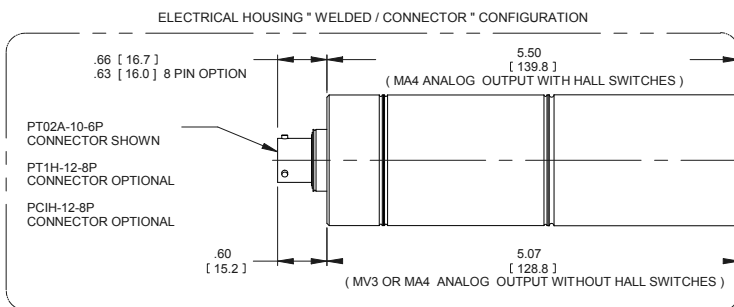 ELECTRICAL HOUSING " WELDED / CONNECTOR " CONFIGURATION
.66 [ 16.7 ]
.63 [ 16.0 ] 8 PIN OPTION
5.50
[ 139.8 ]
( MA4 ANALOG OUTPUT WITH HALL SWITCHES )
PT02A-10-6P
CONNECTOR SHOWN
PT1H-12-8P
CONNECTOR OPTIONAL
PCIH-12-8P
CONNECTOR OPTIONAL
.60
[ 15.2 ]
5.07
[ 128.8 ]
( MV3 OR MA4 ANALOG OUTPUT WITHOUT HALL SWITCHES )